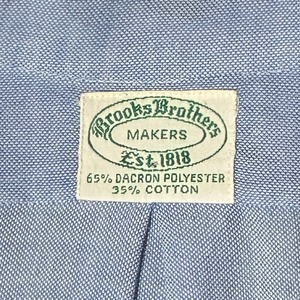 Brooks Brothers
MAKERS
Est. 1818
65% DACRON POLYESTER
35% COTTON